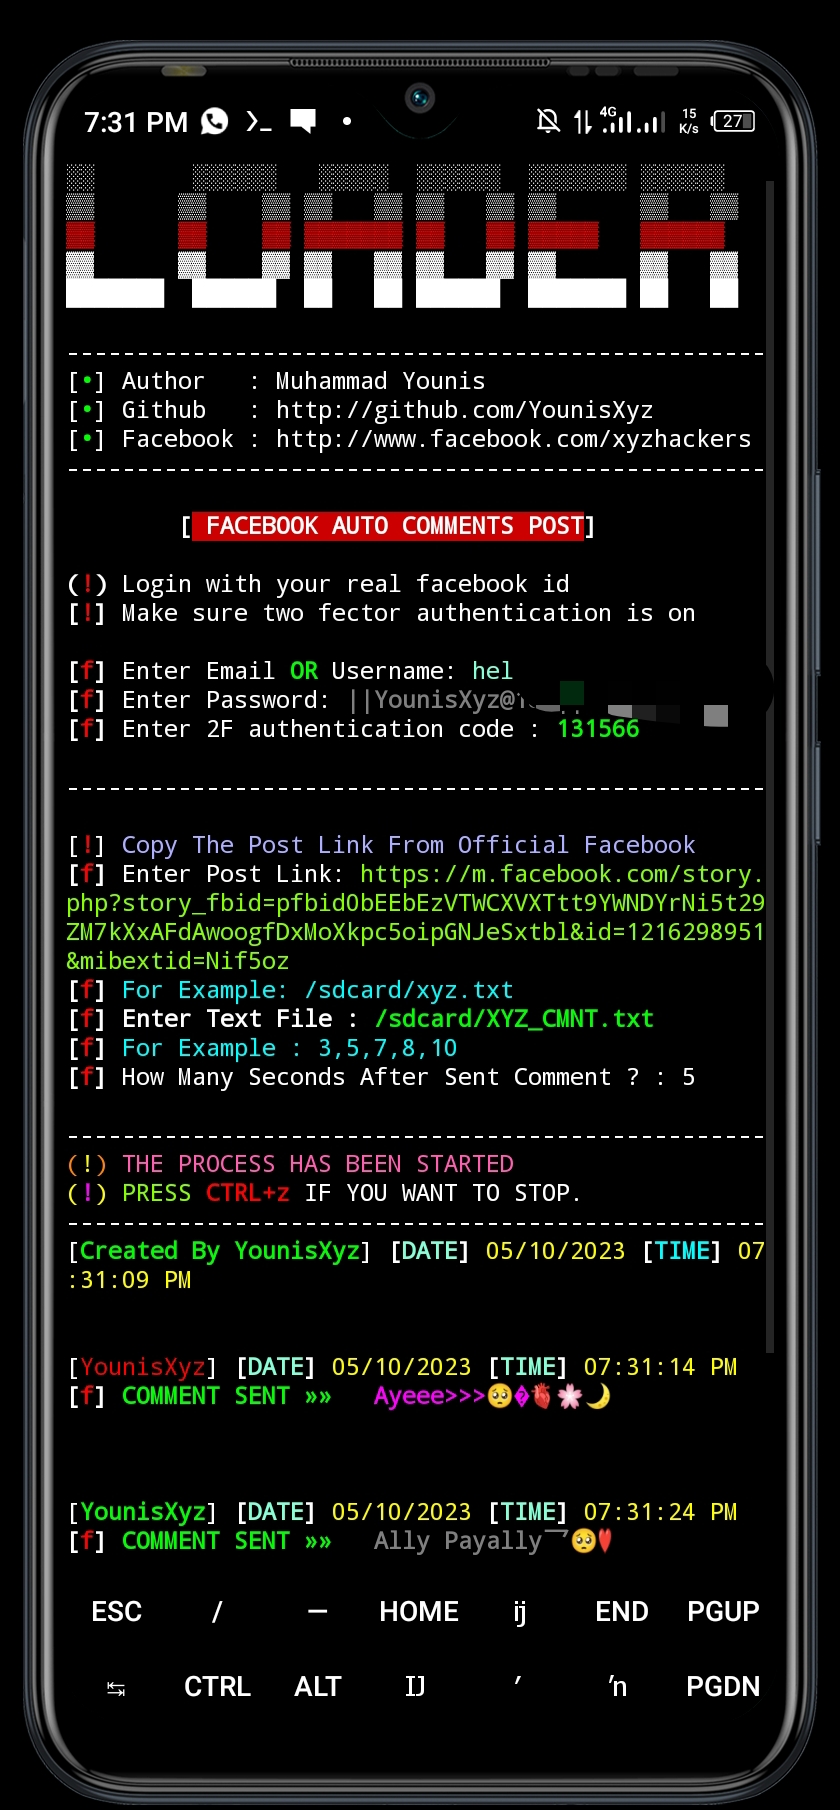 7:31 PM 4G 15 K/s 27
LOADER
[•] Author : Muhammad Younis
[•] Github : http://github.com/YounisXyz
[•] Facebook : http://www.facebook.com/xyzhackers
[ FACEBOOK AUTO COMMENTS POST]
(!) Login with your real facebook id
[!] Make sure two fector authentication is on
[f] Enter Email OR Username: hel
[f] Enter Password: ||YounisXyz@
[f] Enter 2F authentication code : 131566
[!] Copy The Post Link From Official Facebook
[f] Enter Post Link: https://m.facebook.com/story.
php?story_fbid=pfbid0bEEbEzVTWCXVXTtt9YWNDYrNi5t29
ZM7kXxAFdAwoogfDxMoXkpc5oipGNJeSxtbl&id=1216298951
&mibextid=Nif5oz
[f] For Example: /sdcard/xyz.txt
[f] Enter Text File : /sdcard/XYZ_CMNT.txt
[f] For Example : 3,5,7,8,10
[f] How Many Seconds After Sent Comment ? : 5
(!) THE PROCESS HAS BEEN STARTED
(!) PRESS CTRL+z IF YOU WANT TO STOP.
[Created By YounisXyz] [DATE] 05/10/2023 [TIME] 07
:31:09 PM
[YounisXyz] [DATE] 05/10/2023 [TIME] 07:31:14 PM
[f] COMMENT SENT »» Ayeee>>>🥺�🫀🌸🌙
[YounisXyz] [DATE] 05/10/2023 [TIME] 07:31:24 PM
[f] COMMENT SENT »» Ally Payally🥺
ESC / — HOME ĳ END PGUP
↹ CTRL ALT Ĳ ′ ŉ PGDN